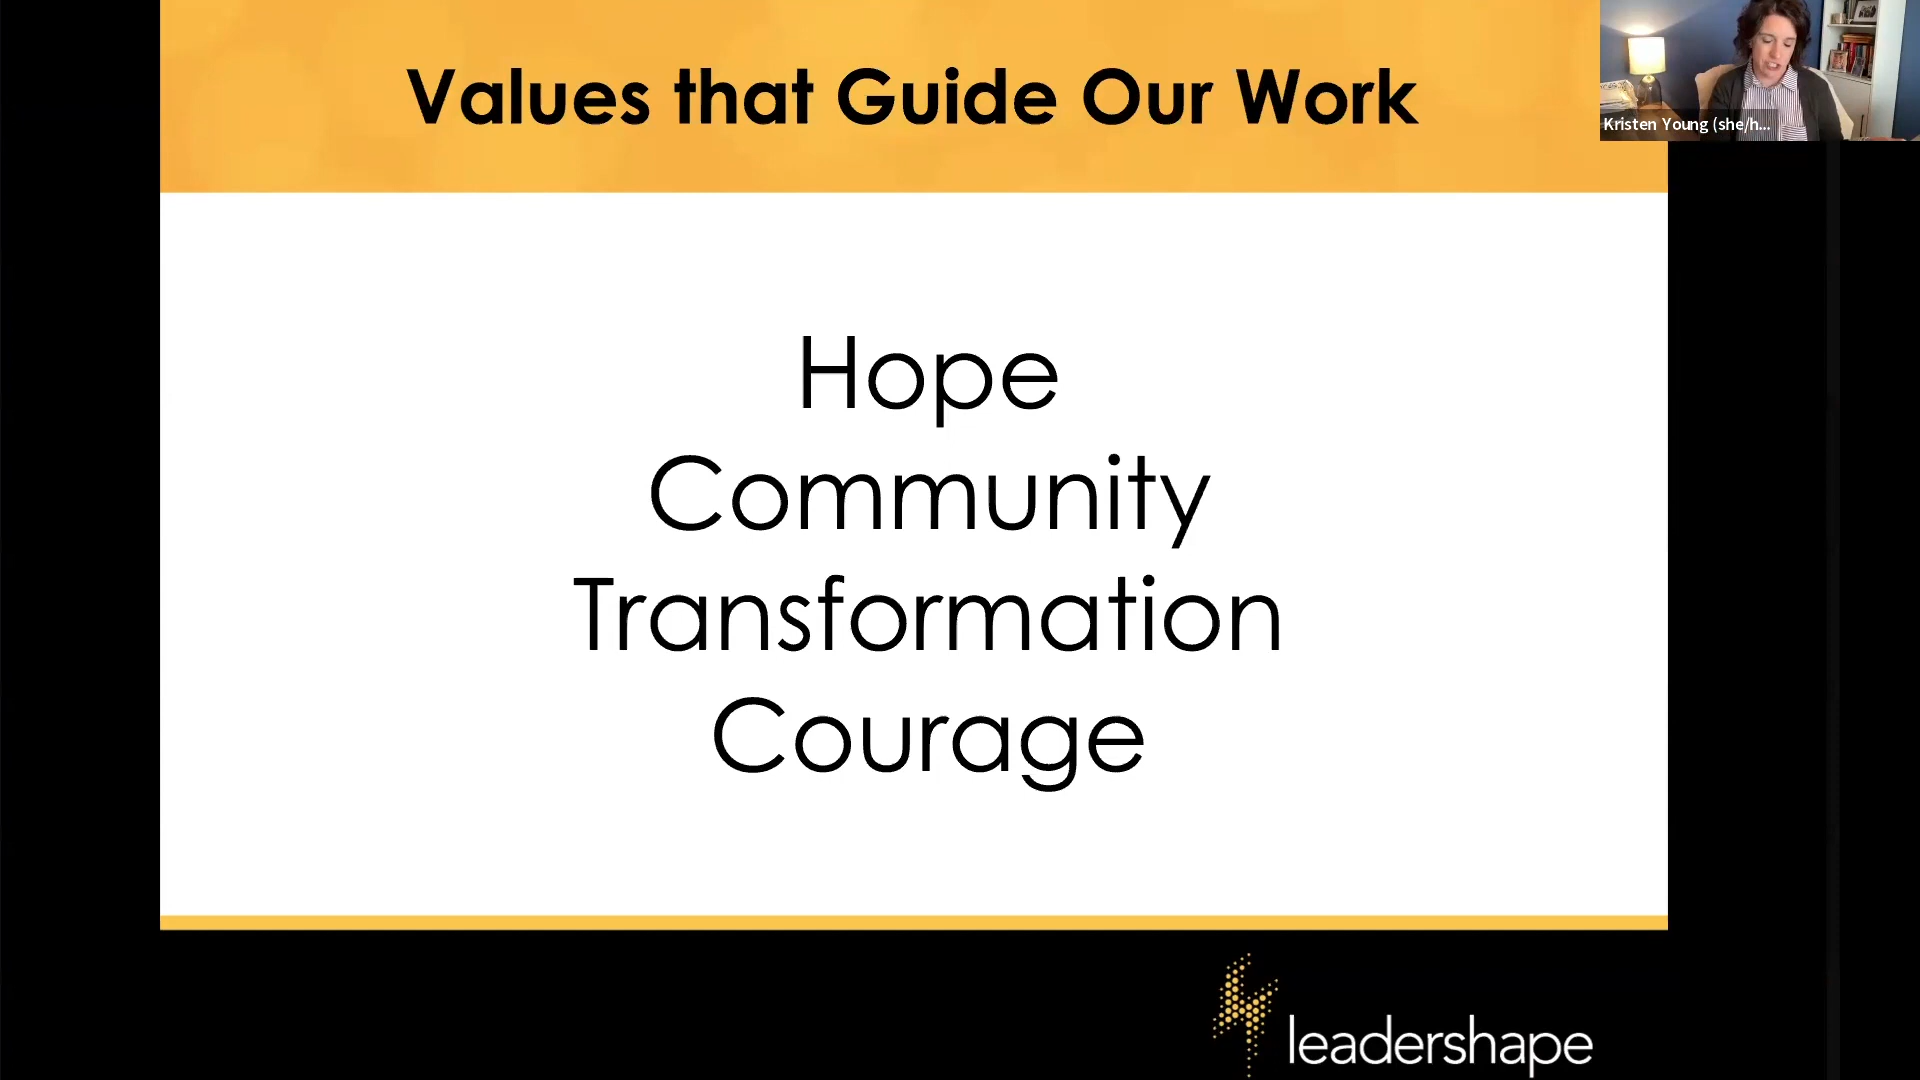 Values that Guide Our Work
Kristen Young (she/h...
Hope
Community
Transformation
Courage
leadershape